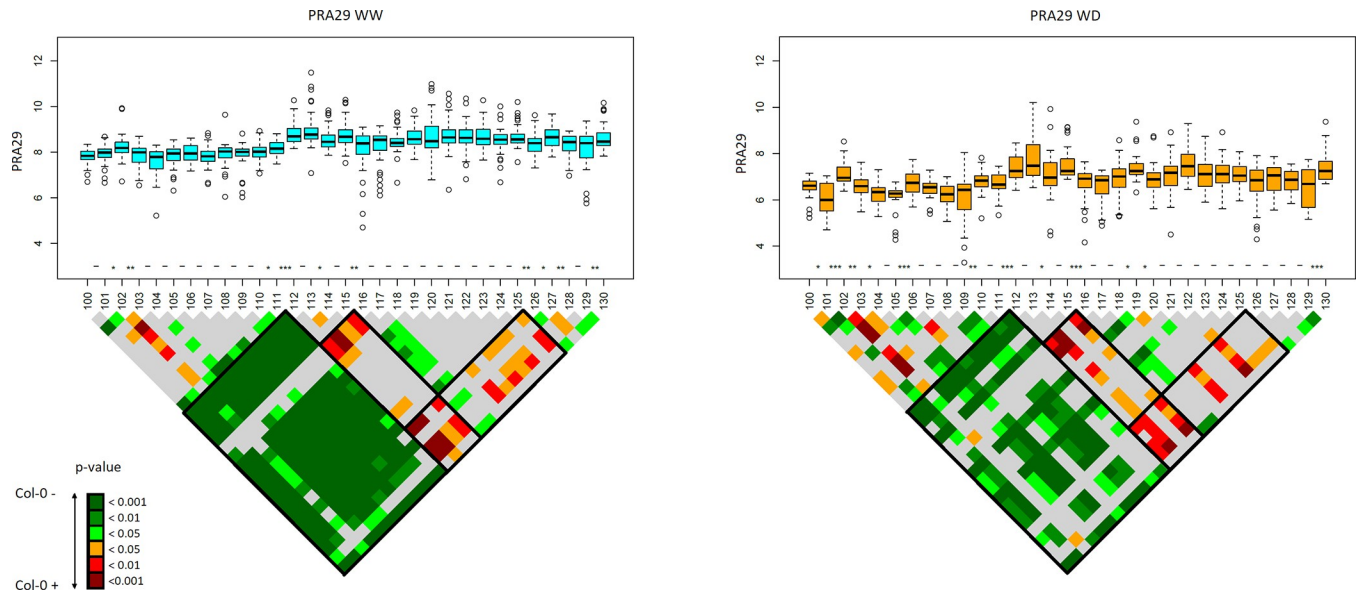 PRA29 WW
PRA29
12
10
8
6
4
– * ** – – – – – – – * *** – * – ** – – – – – – – – – ** * ** – **
100 101 102 103 104 105 106 107 108 109 110 111 112 113 114 115 116 117 118 119 120 121 122 123 124 125 126 127 128 129 130
p-value
Col-0 -
< 0.001
< 0.01
< 0.05
< 0.05
< 0.01
<0.001
Col-0 +
PRA29 WD
PRA29
12
10
8
6
4
* *** ** * – *** – – – ** – *** – * – *** – – * * – – – – – – – – – ***
100 101 102 103 104 105 106 107 108 109 110 111 112 113 114 115 116 117 118 119 120 121 122 123 124 125 126 127 128 129 130